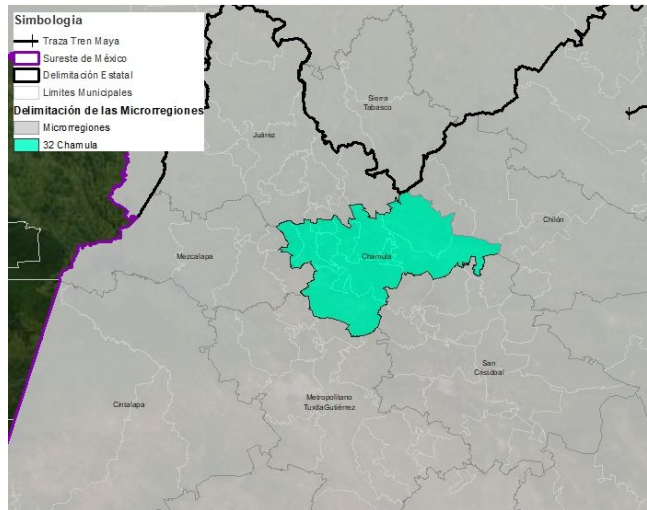 Simbologia
Traza Tren Maya
Sureste de México
Delimitación Estatal
Limites Municipales
Delimitación de las Microrregiones
Microrregiones
32 Chamula
Sierra
Tabasco
Juárez
Chilón
Mezcalapa
Chamula
San
Cristóbal
Metropolitano
TuxtlaGutiérrez
Cintalapa